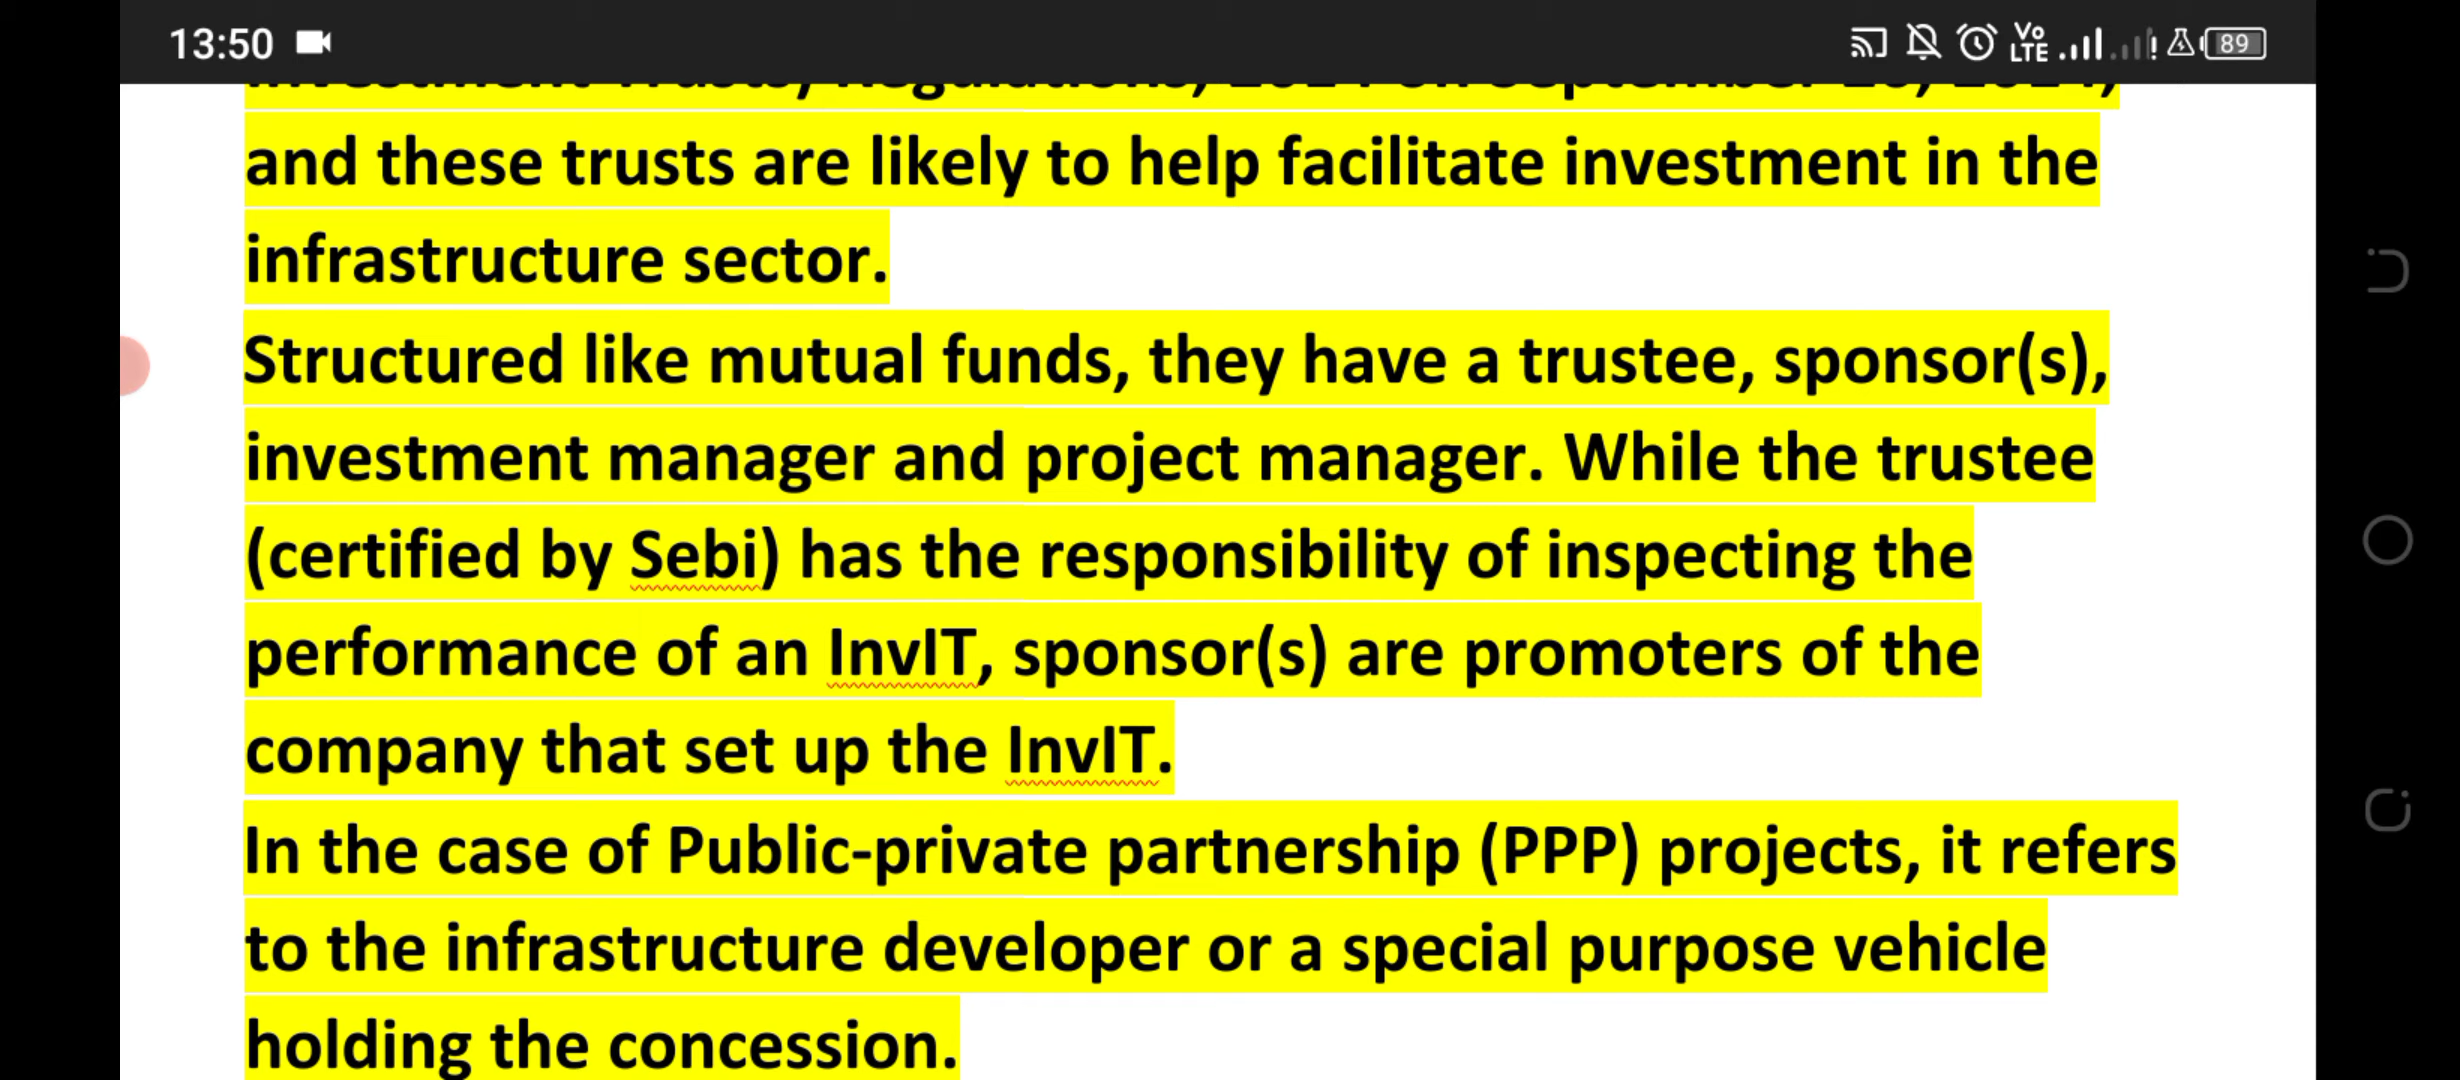 13:50
Vo LTE 89
and these trusts are likely to help facilitate investment in the
infrastructure sector.
Structured like mutual funds, they have a trustee, sponsor(s),
investment manager and project manager. While the trustee
(certified by Sebi) has the responsibility of inspecting the
performance of an InvIT, sponsor(s) are promoters of the
company that set up the InvIT.
In the case of Public-private partnership (PPP) projects, it refers
to the infrastructure developer or a special purpose vehicle
holding the concession.